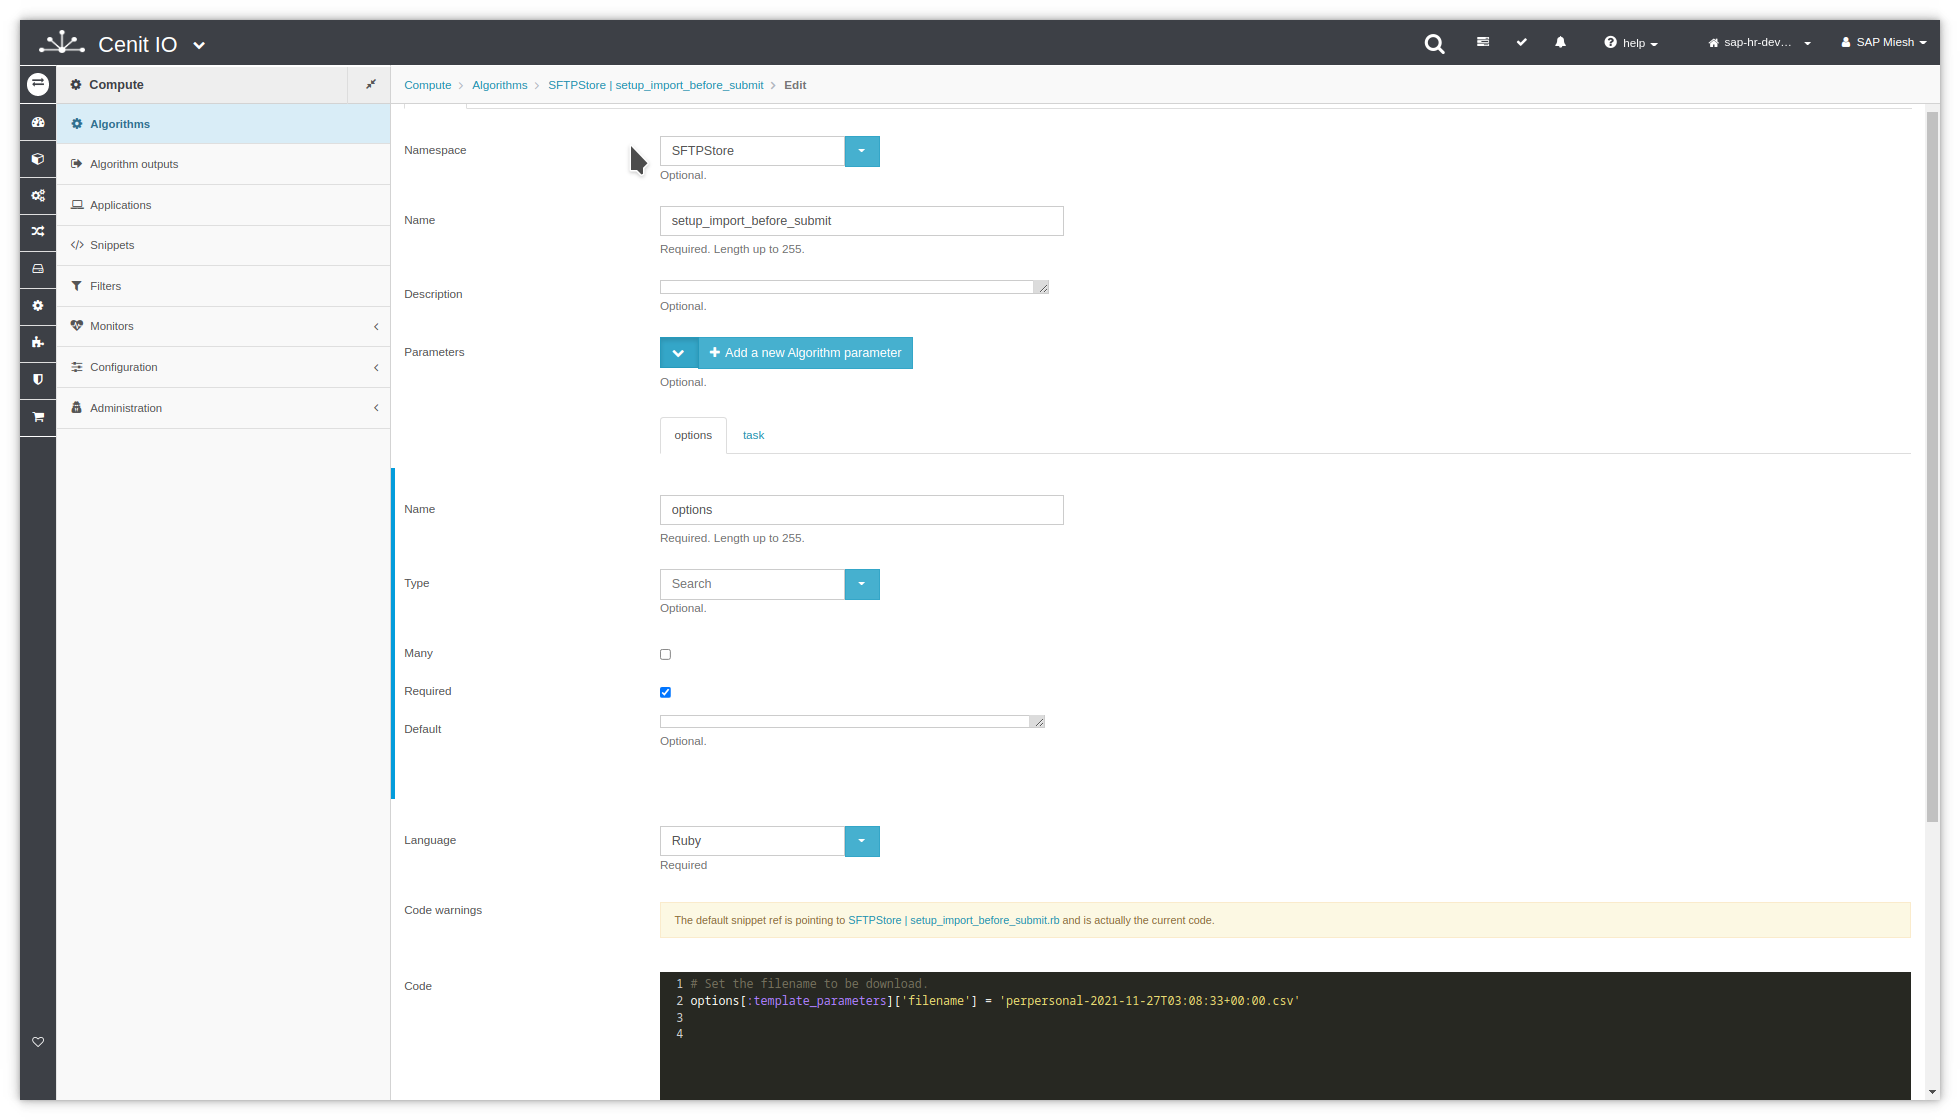 Cenit IO
help
sap-hr-dev...
SAP Miesh
Compute
Compute > Algorithms > SFTPStore | setup_import_before_submit > Edit
Algorithms
Algorithm outputs
Applications
Snippets
Filters
Monitors
Configuration
Administration
Namespace
SFTPStore
Optional.
Name
setup_import_before_submit
Required. Length up to 255.
Description
Optional.
Parameters
Add a new Algorithm parameter
Optional.
options task
Name
options
Required. Length up to 255.
Type
Search
Optional.
Many
Required
Default
Optional.
Language
Ruby
Required
Code warnings
The default snippet ref is pointing to SFTPStore | setup_import_before_submit.rb and is actually the current code.
Code
1 # Set the filename to be download.
2 options[:template_parameters]['filename'] = 'perpersonal-2021-11-27T03:08:33+00:00.csv'
3
4